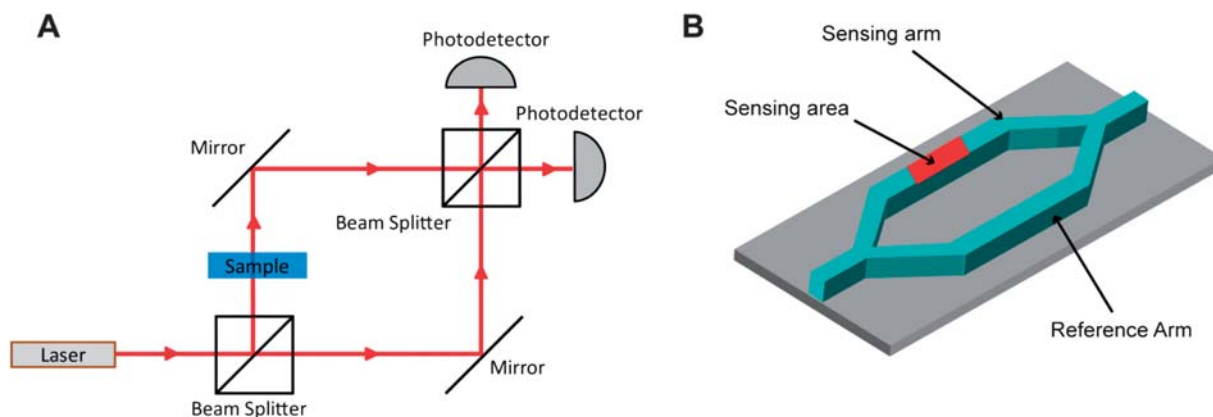 A
Photodetector
Photodetector
Mirror
Beam Splitter
Sample
Laser
Mirror
Beam Splitter
B
Sensing arm
Sensing area
Reference Arm